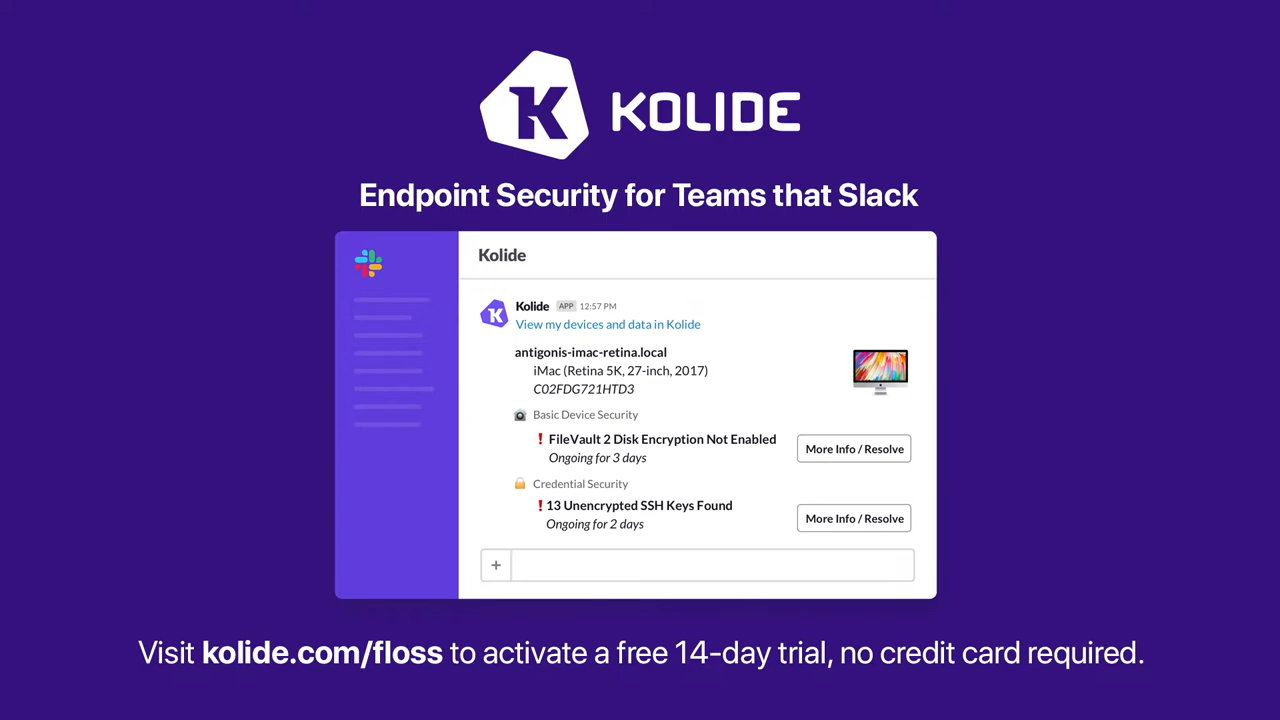 KOLIDE
Endpoint Security for Teams that Slack
Kolide
Kolide APP 12:57 PM
View my devices and data in Kolide
antigonis-imac-retina.local
iMac (Retina 5K, 27-inch, 2017)
C02FDG721HTD3
Basic Device Security
FileVault 2 Disk Encryption Not Enabled
Ongoing for 3 days
More Info / Resolve
Credential Security
13 Unencrypted SSH Keys Found
Ongoing for 2 days
More Info / Resolve
+
Visit kolide.com/floss to activate a free 14-day trial, no credit card required.